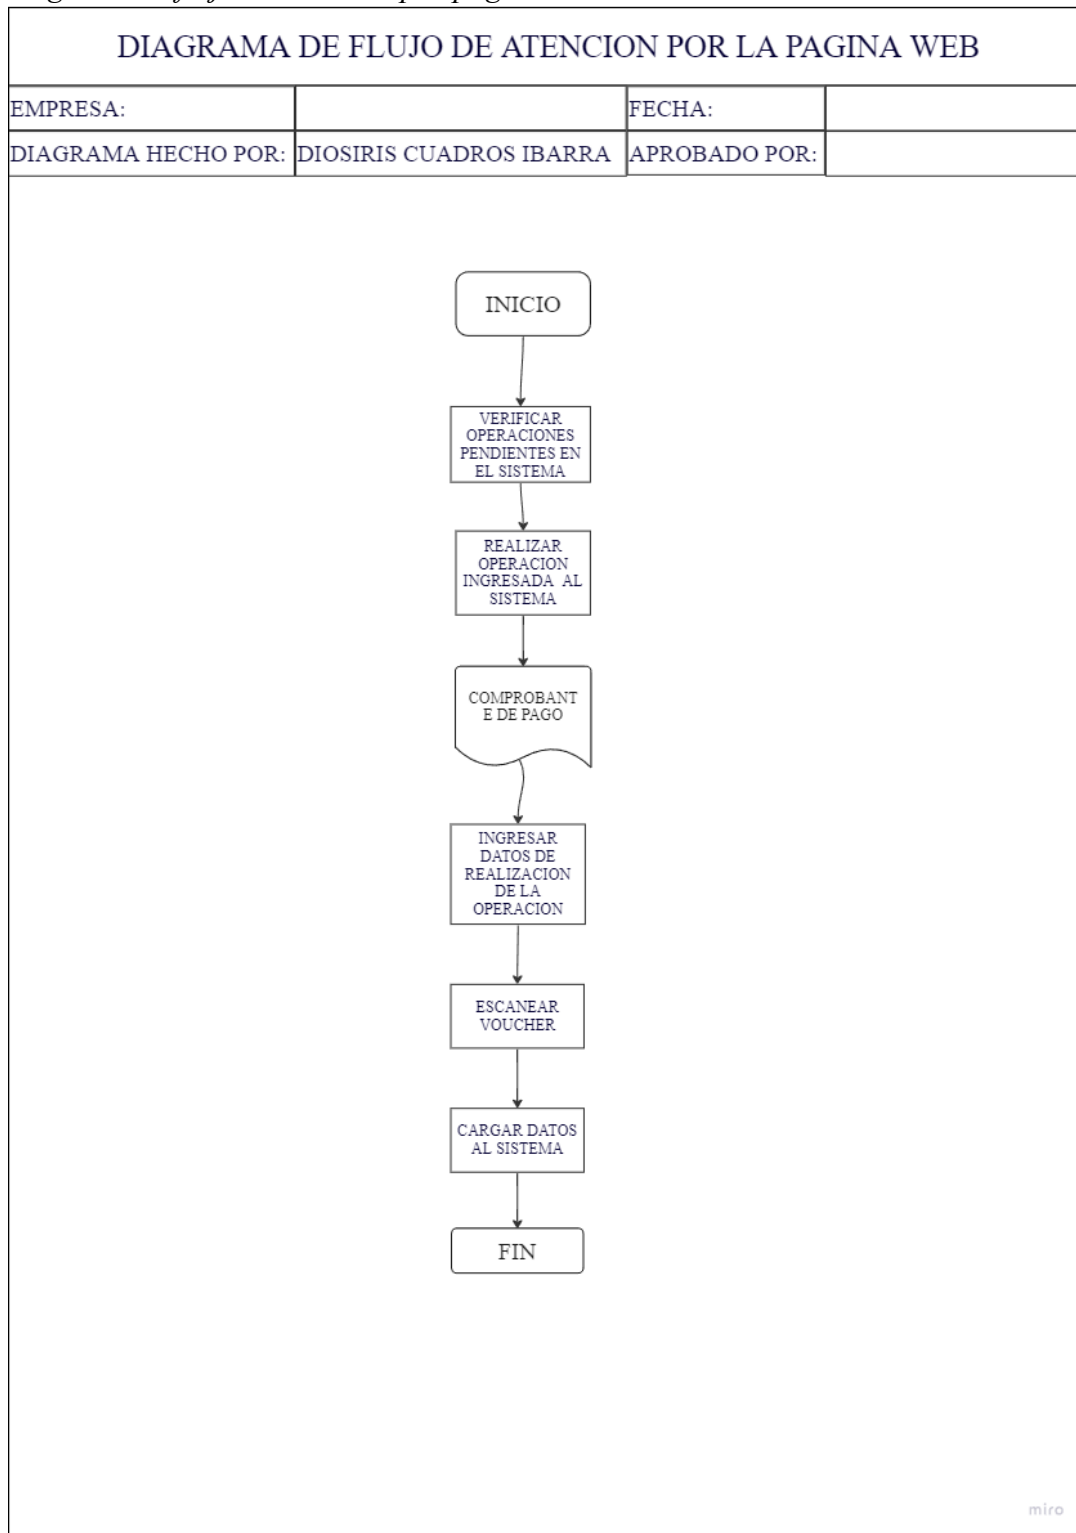 DIAGRAMA DE FLUJO DE ATENCION POR LA PAGINA WEB
EMPRESA: FECHA:
DIAGRAMA HECHO POR: DIOSIRIS CUADROS IBARRA APROBADO POR:
INICIO
VERIFICAR
OPERACIONES
PENDIENTES EN
EL SISTEMA
REALIZAR
OPERACION
INGRESADA AL
SISTEMA
COMPROBANT
E DE PAGO
INGRESAR
DATOS DE
REALIZACION
DE LA
OPERACION
ESCANEAR
VOUCHER
CARGAR DATOS
AL SISTEMA
FIN
miro